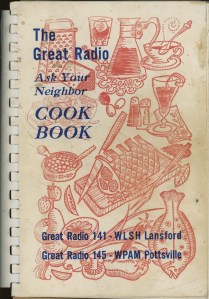 The
Great Radio
Ask Your
Neighbor
COOK
BOOK
Great Radio 141 - WLSH Lansford
Great Radio 145 - WPAM Pottsville